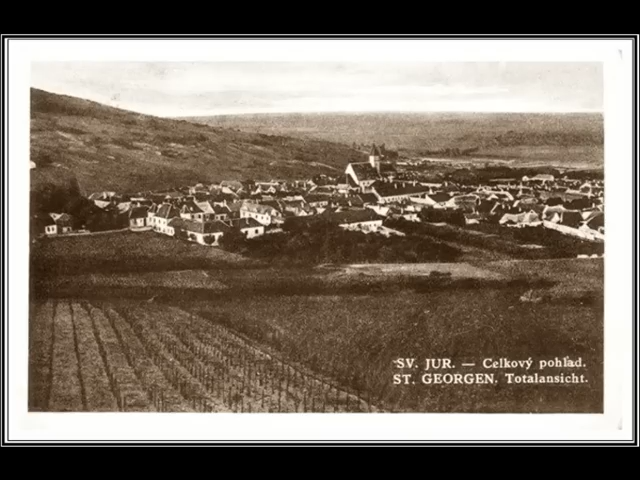 SV. JUR. — Celkový pohľad.
ST. GEORGEN. Totalansicht.